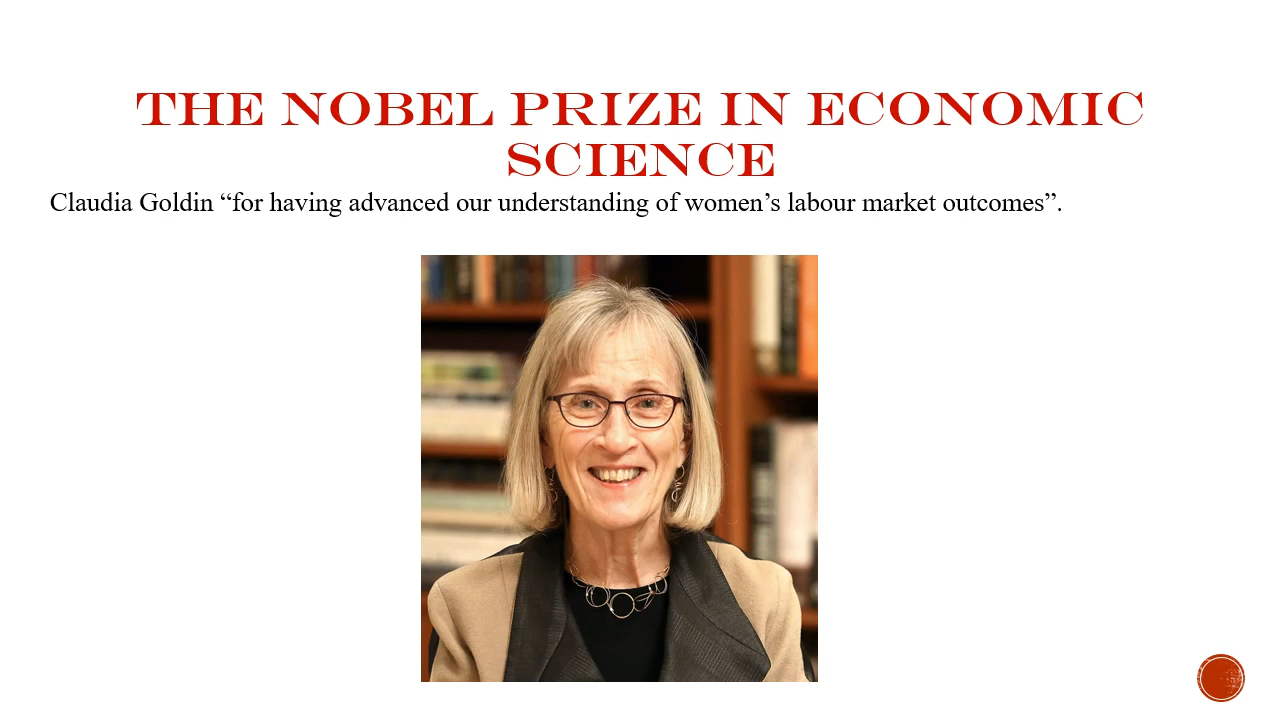 THE NOBEL PRIZE IN ECONOMIC
SCIENCE
Claudia Goldin “for having advanced our understanding of women’s labour market outcomes”.